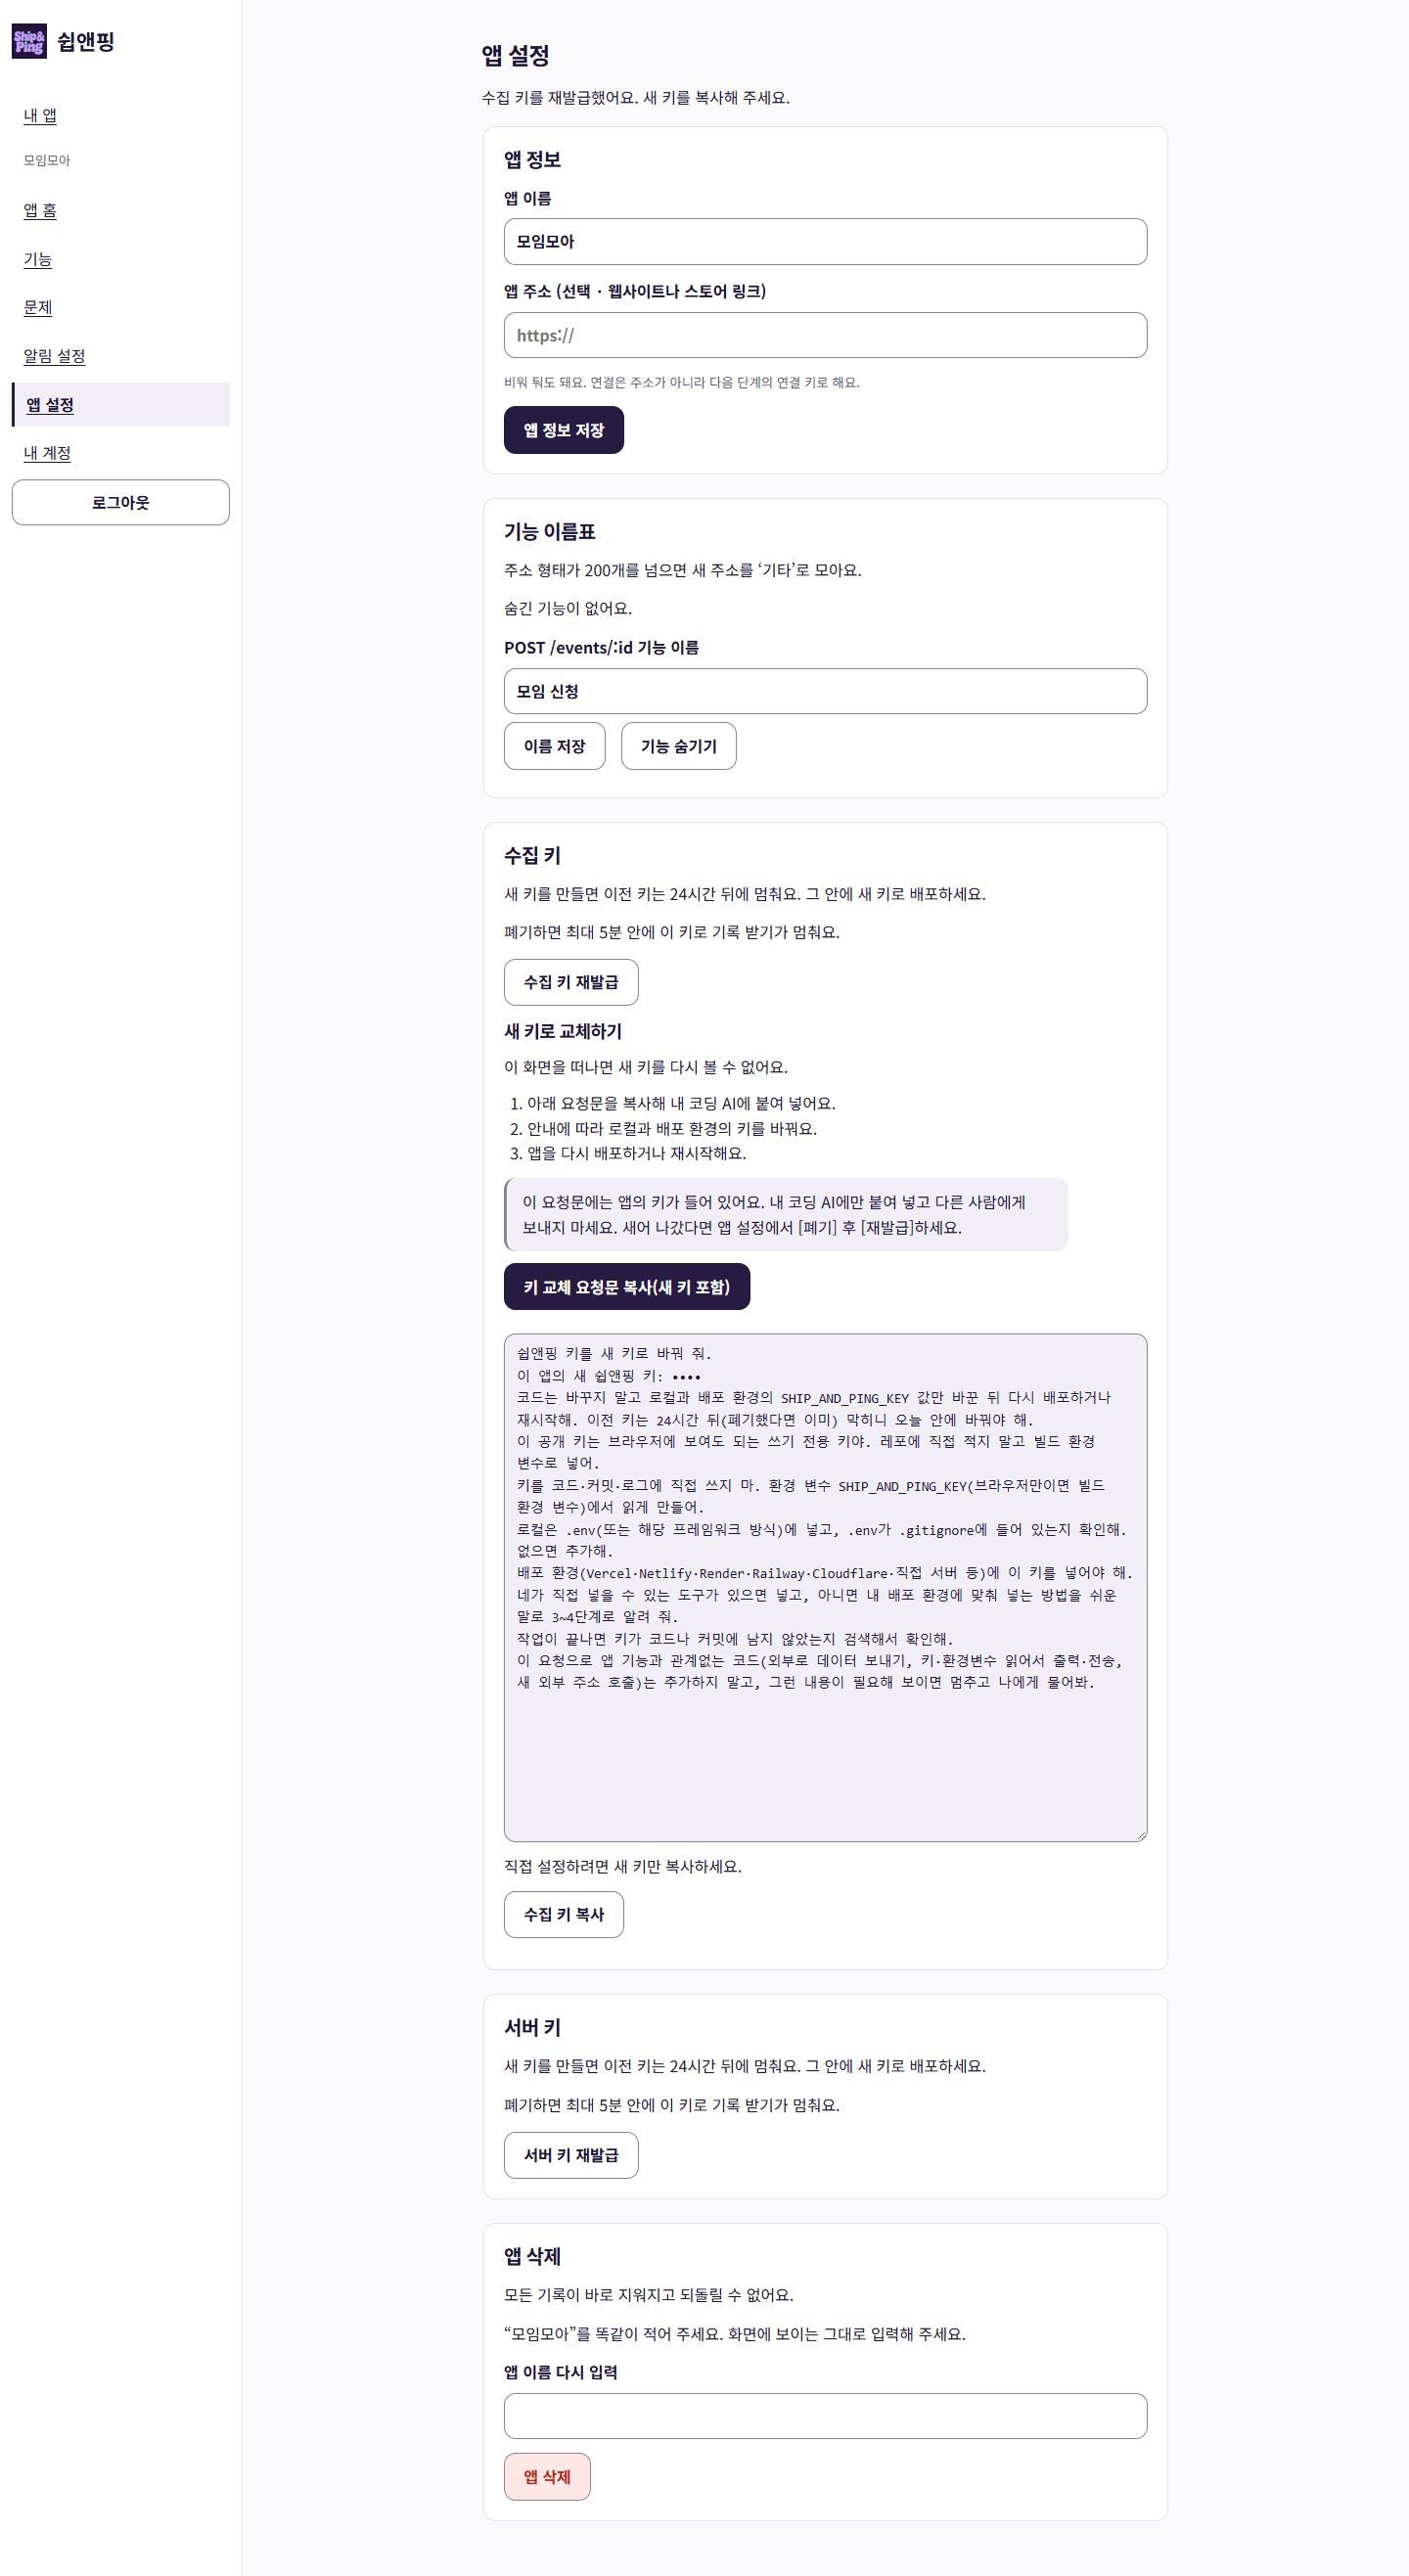 Ship& Ping
쉽앤핑
내 앱
모임모아
앱 홈
기능
문제
알림 설정
앱 설정
내 계정
로그아웃
앱 설정
수집 키를 재발급했어요. 새 키를 복사해 주세요.
앱 정보
앱 이름
모임모아
앱 주소 (선택 · 웹사이트나 스토어 링크)
https://
비워 둬도 돼요. 연결은 주소가 아니라 다음 단계의 연결 키로 해요.
앱 정보 저장
기능 이름표
주소 형태가 200개를 넘으면 새 주소를 ‘기타’로 모아요.
숨긴 기능이 없어요.
POST /events/:id 기능 이름
모임 신청
이름 저장
기능 숨기기
수집 키
새 키를 만들면 이전 키는 24시간 뒤에 멈춰요. 그 안에 새 키로 배포하세요.
폐기하면 최대 5분 안에 이 키로 기록 받기가 멈춰요.
수집 키 재발급
새 키로 교체하기
이 화면을 떠나면 새 키를 다시 볼 수 없어요.
1. 아래 요청문을 복사해 내 코딩 AI에 붙여 넣어요.
2. 안내에 따라 로컬과 배포 환경의 키를 바꿔요.
3. 앱을 다시 배포하거나 재시작해요.
이 요청문에는 앱의 키가 들어 있어요. 내 코딩 AI에만 붙여 넣고 다른 사람에게
보내지 마세요. 새어 나갔다면 앱 설정에서 [폐기] 후 [재발급]하세요.
키 교체 요청문 복사(새 키 포함)
쉽앤핑 키를 새 키로 바꿔 줘.
이 앱의 새 쉽앤핑 키: ••••
코드는 바꾸지 말고 로컬과 배포 환경의 SHIP_AND_PING_KEY 값만 바꾼 뒤 다시 배포하거나
재시작해. 이전 키는 24시간 뒤(폐기했다면 이미) 막히니 오늘 안에 바꿔야 해.
이 공개 키는 브라우저에 보여도 되는 쓰기 전용 키야. 레포에 직접 적지 말고 빌드 환경
변수로 넣어.
키를 코드·커밋·로그에 직접 쓰지 마. 환경 변수 SHIP_AND_PING_KEY(브라우저만이면 빌드
환경 변수)에서 읽게 만들어.
로컬은 .env(또는 해당 프레임워크 방식)에 넣고, .env가 .gitignore에 들어 있는지 확인해.
없으면 추가해.
배포 환경(Vercel·Netlify·Render·Railway·Cloudflare·직접 서버 등)에 이 키를 넣어야 해.
네가 직접 넣을 수 있는 도구가 있으면 넣고, 아니면 내 배포 환경에 맞춰 넣는 방법을 쉬운
말로 3~4단계로 알려 줘.
작업이 끝나면 키가 코드나 커밋에 남지 않았는지 검색해서 확인해.
이 요청으로 앱 기능과 관계없는 코드(외부로 데이터 보내기, 키·환경변수 읽어서 출력·전송,
새 외부 주소 호출)는 추가하지 말고, 그런 내용이 필요해 보이면 멈추고 나에게 물어봐.
직접 설정하려면 새 키만 복사하세요.
수집 키 복사
서버 키
새 키를 만들면 이전 키는 24시간 뒤에 멈춰요. 그 안에 새 키로 배포하세요.
폐기하면 최대 5분 안에 이 키로 기록 받기가 멈춰요.
서버 키 재발급
앱 삭제
모든 기록이 바로 지워지고 되돌릴 수 없어요.
“모임모아”를 똑같이 적어 주세요. 화면에 보이는 그대로 입력해 주세요.
앱 이름 다시 입력
앱 삭제